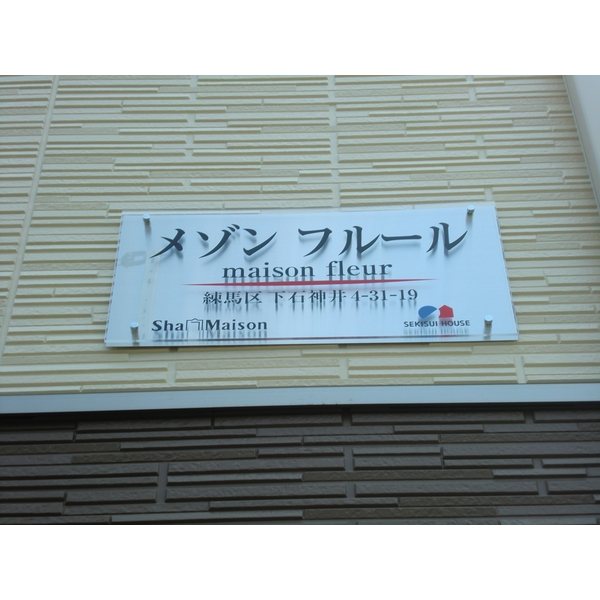 メゾン フルール
maison fleur
練馬区 下石神井 4-31-19
Sha Maison
SEKISUI HOUSE